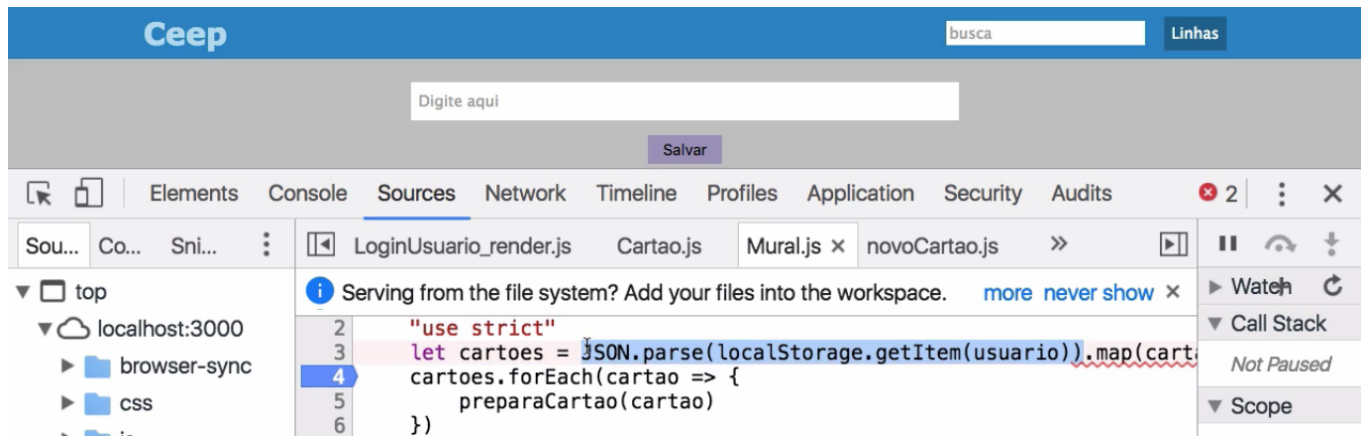 Ceep
busca
Linhas
Digite aqui
Salvar
Elements Console Sources Network Timeline Profiles Application Security Audits 2
Sou... Co... Sni... LoginUsuario_render.js Cartao.js Mural.js × novoCartao.js »
top
localhost:3000
browser-sync
css
Serving from the file system? Add your files into the workspace. more never show ×
2 "use strict"
3 let cartoes = JSON.parse(localStorage.getItem(usuario)).map(carta
4 cartoes.forEach(cartao => {
5 preparaCartao(cartao)
6 })
Watch
Call Stack
Not Paused
Scope